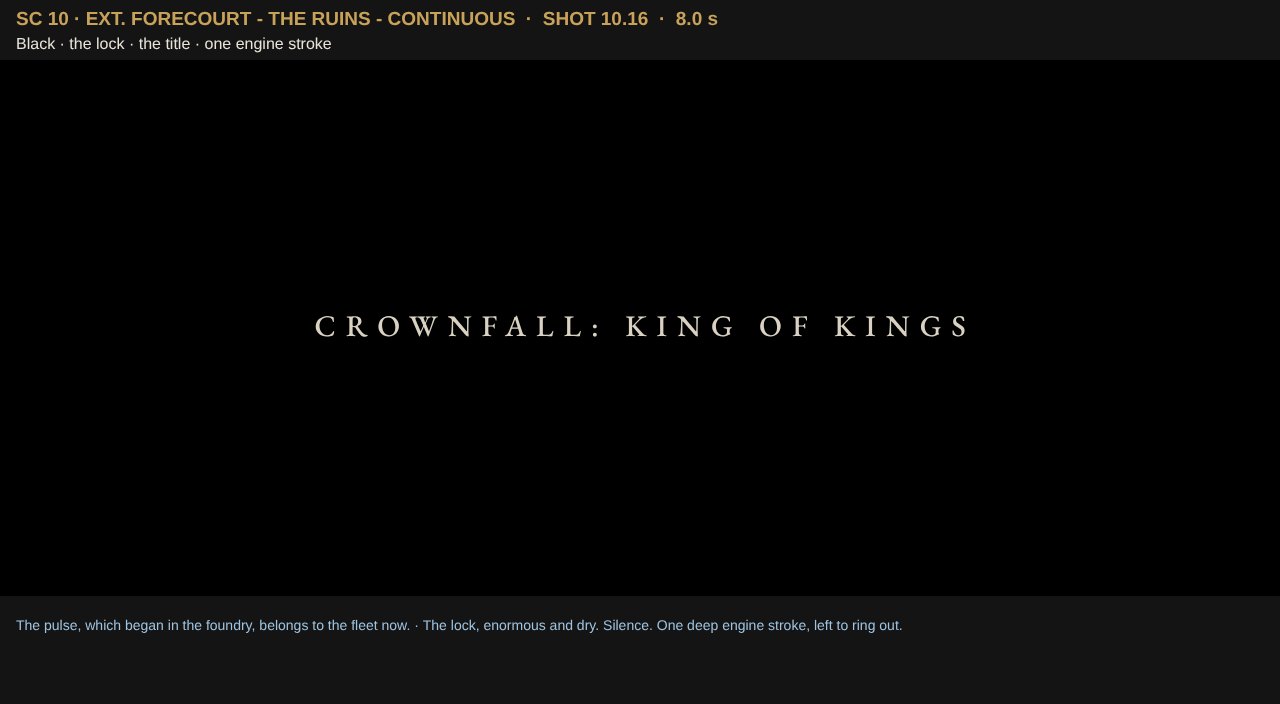 SC 10 · EXT. FORECOURT - THE RUINS - CONTINUOUS · SHOT 10.16 · 8.0 s
Black · the lock · the title · one engine stroke
CROWNFALL: KING OF KINGS
The pulse, which began in the foundry, belongs to the fleet now. · The lock, enormous and dry. Silence. One deep engine stroke, left to ring out.